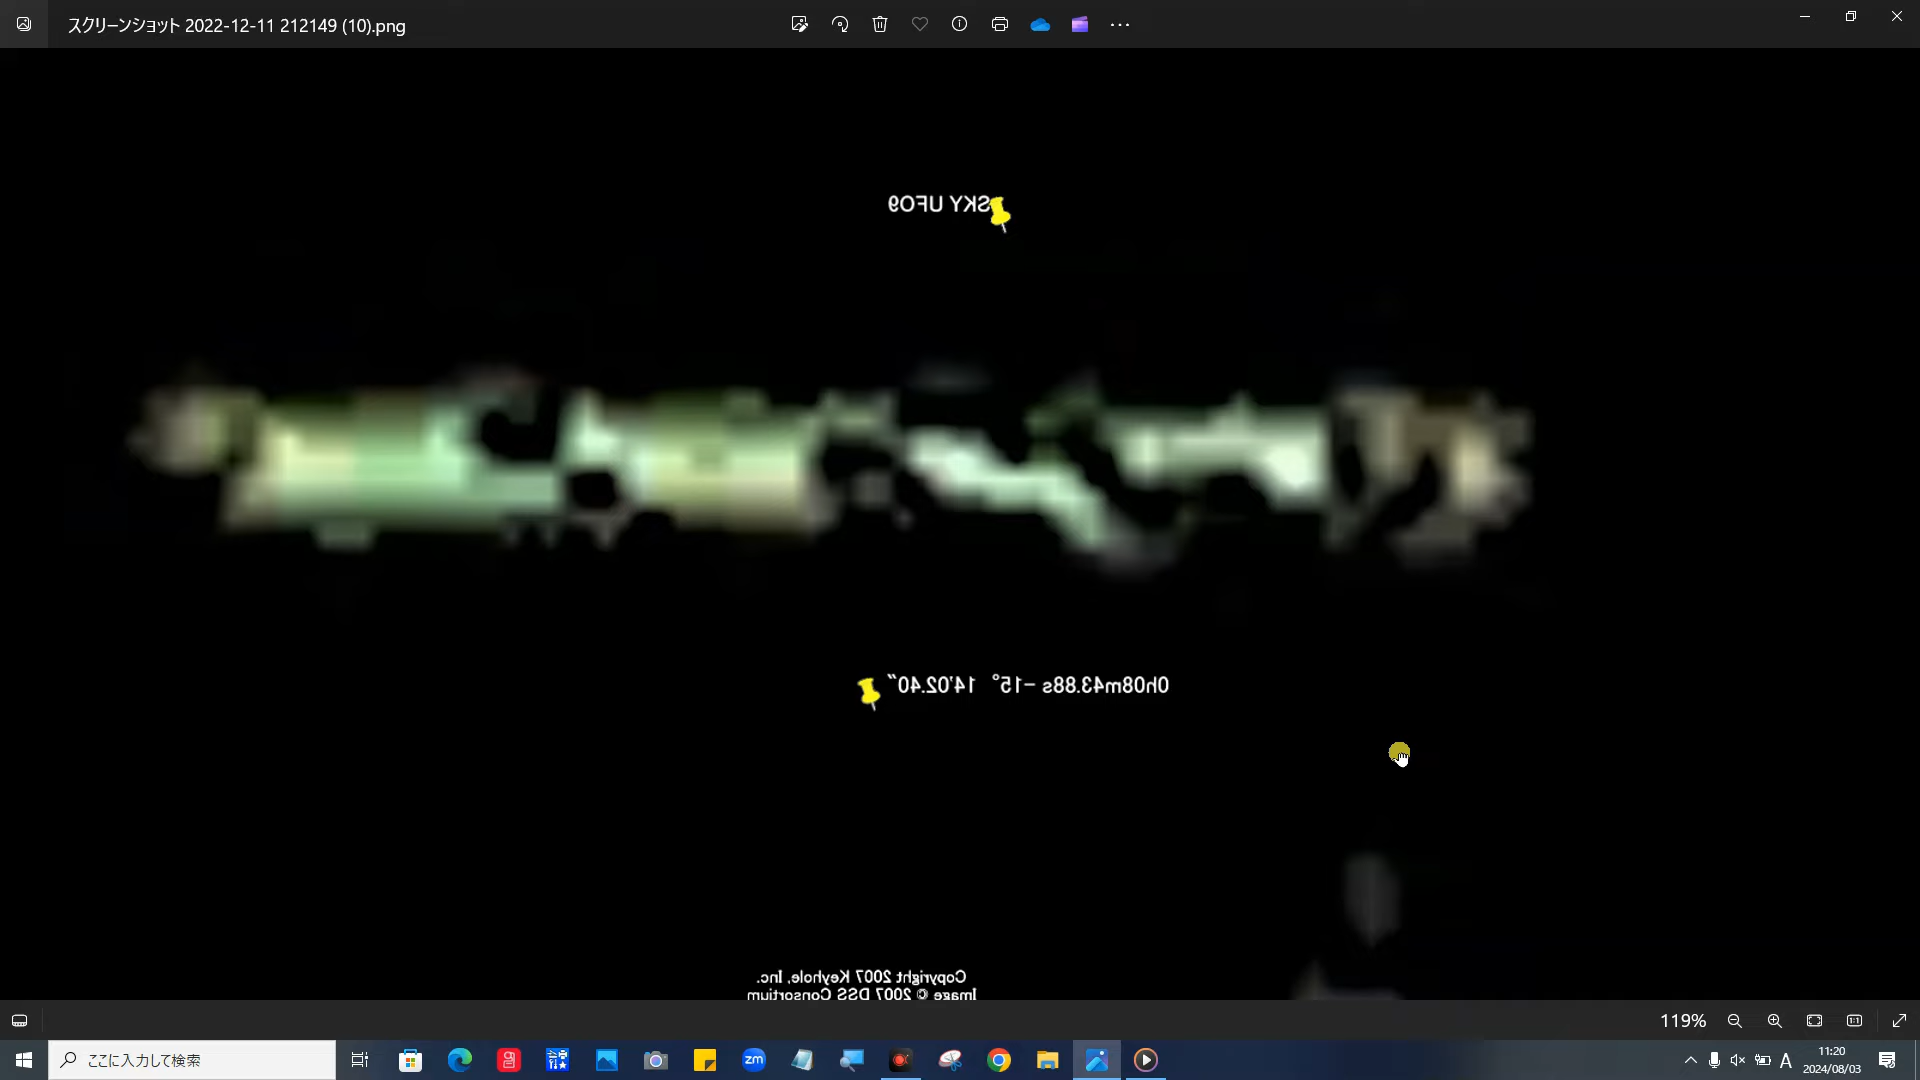 スクリーンショット 2022-12-11 212149 (10).png
SKY UFO9
0h08m43.88s -15° 14'02.40"
Copyright 2007 Keyhole, Inc.
Image © 2007 DSS Consortium
119%
ここに入力して検索
zm
A
11:20
2024/08/03